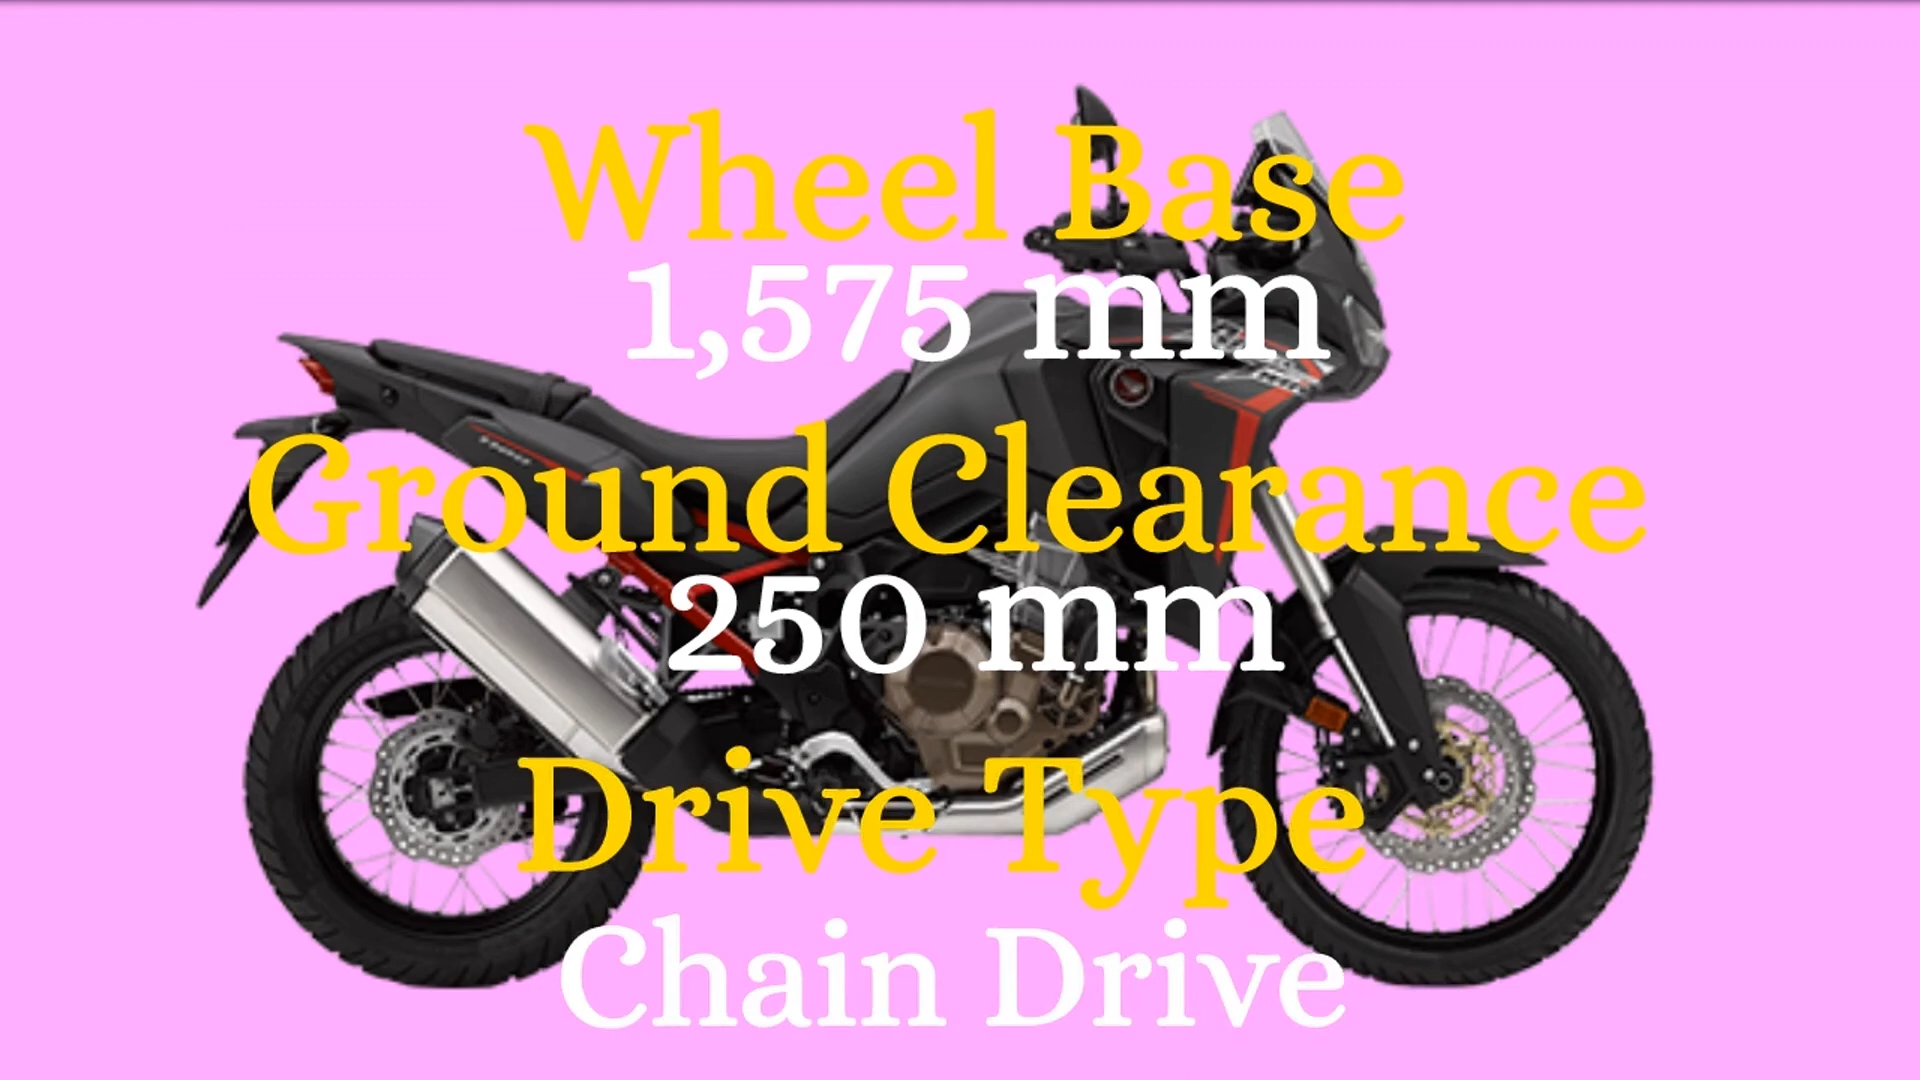 Wheel Base
1,575 mm
Ground Clearance
250 mm
Drive Type
Chain Drive